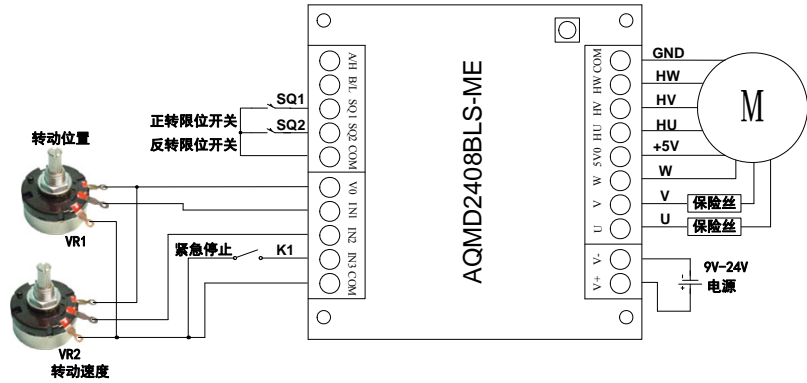 转动位置
VR1
VR2
转动速度
正转限位开关
反转限位开关
SQ1
SQ2
紧急停止
K1
A/H
B/L
SQ1
SQ2
COM
V0
IN1
IN2
IN3
COM
AQMD2408BLS-ME
COM
HW
HV
HU
5V0
W
V
U
V-
V+
GND
HW
HV
HU
+5V
W
V
U
保险丝
保险丝
M
9V-24V
电源
-
+